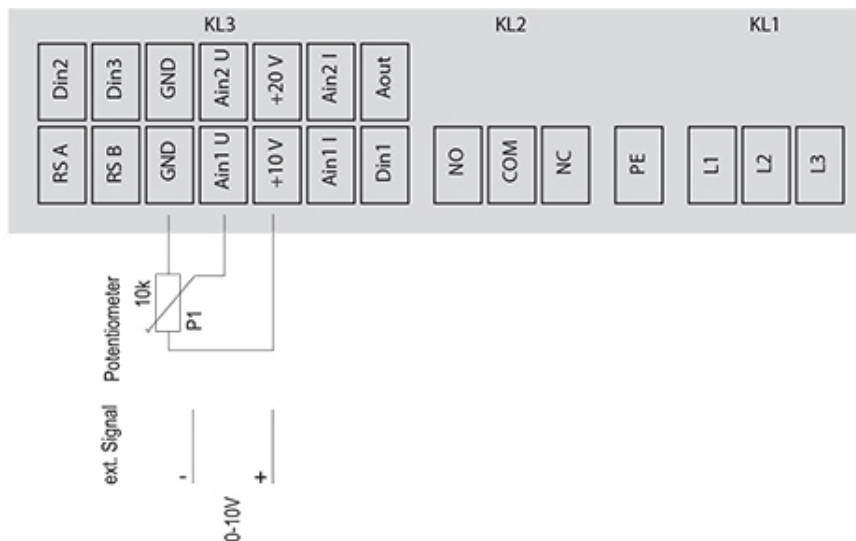 KL3
KL2
KL1
Din2
Din3
GND
Ain2 U
+20 V
Ain2 I
Aout
RS A
RS B
GND
Ain1 U
+10 V
Ain1 I
Din1
NO
COM
NC
PE
L1
L2
L3
Potentiometer
10k
P1
ext. Signal
-
+
0-10V